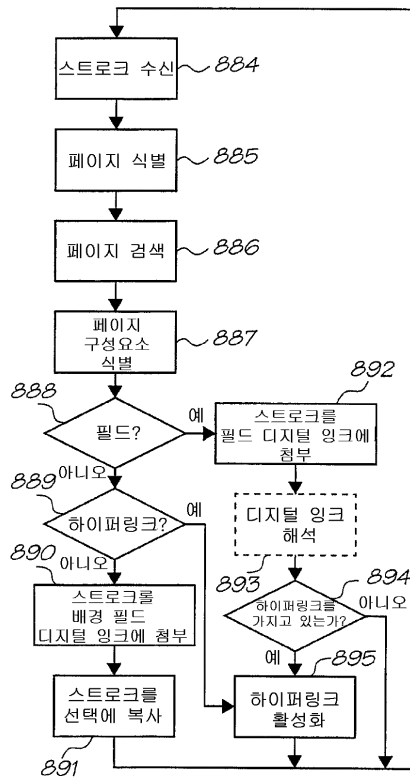 스트로크 수신
884
페이지 식별
885
페이지 검색
886
페이지
구성요소
식별
887
888
필드?
예
아니오
892
스트로크를
필드 디지털 잉크에
첨부
889
하이퍼링크?
예
아니오
디지털 잉크
해석
893
890
스트로크롤
배경 필드
디지털 잉크에 첨부
894
하이퍼링크를
가지고 있는가?
아니오
예
895
스트로크를
선택에 복사
891
하이퍼링크
활성화